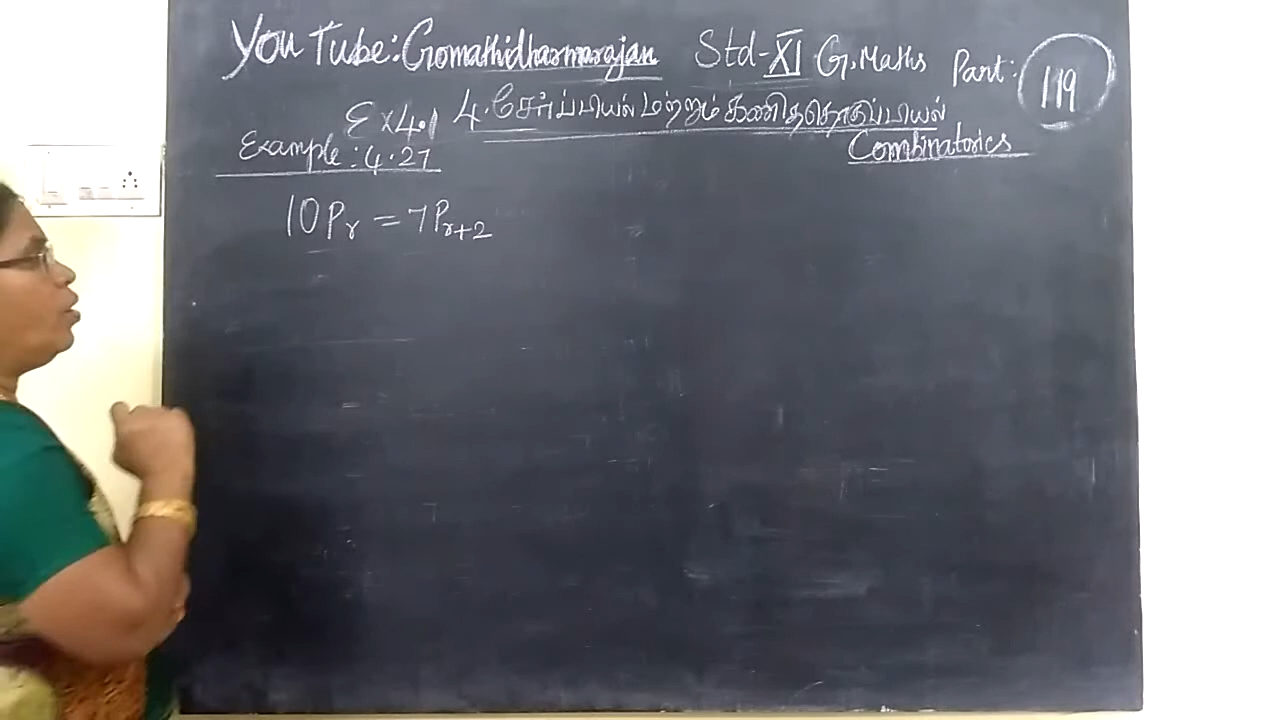 You Tube: Gomathidharmarajan Std-XI G.Maths Part: 119
Ex 4.1 4. சேர்ப்பியல் மற்றும் கணித தொகுப்பியல்
Example: 4.27 Combinatorics
10Pr = 7Pr+2